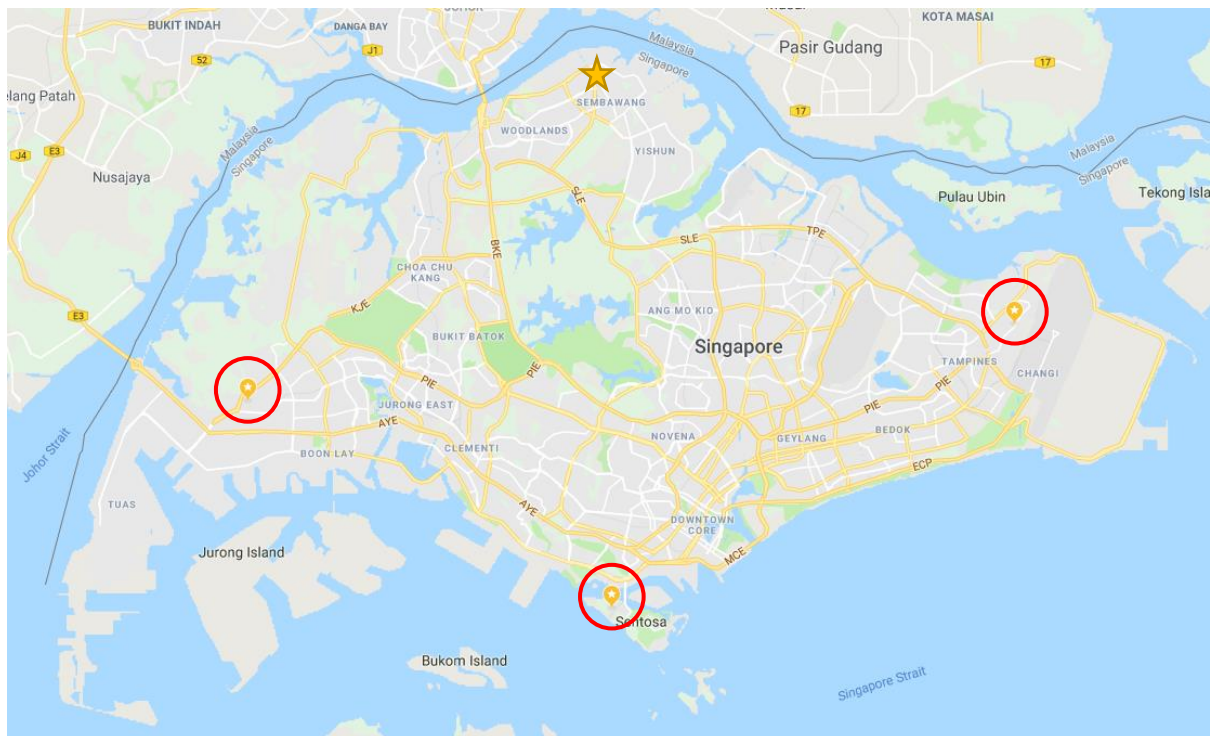 BUKIT INDAH
DANGA BAY
KOTA MASAI
Pasir Gudang
52
J1
17
Malaysia
Singapore
elang Patah
SEMBAWANG
17
WOODLANDS
YISHUN
J4
E3
Malaysia
Singapore
Malaysia
Singapore
Nusajaya
SLE
Pulau Ubin
Tekong Isla
BKE
SLE
TPE
CHOA CHU
KANG
KJE
ANG MO KIO
E3
BUKIT BATOK
Singapore
PIE
TAMPINES
CHANGI
PIE
PIE
JURONG EAST
PIE
AYE
NOVENA
GEYLANG
BEDOK
CLEMENTI
BOON LAY
ECP
Johor Strait
TUAS
AYE
DOWNTOWN
CORE
MCE
Jurong Island
Sentosa
Bukom Island
Singapore Strait